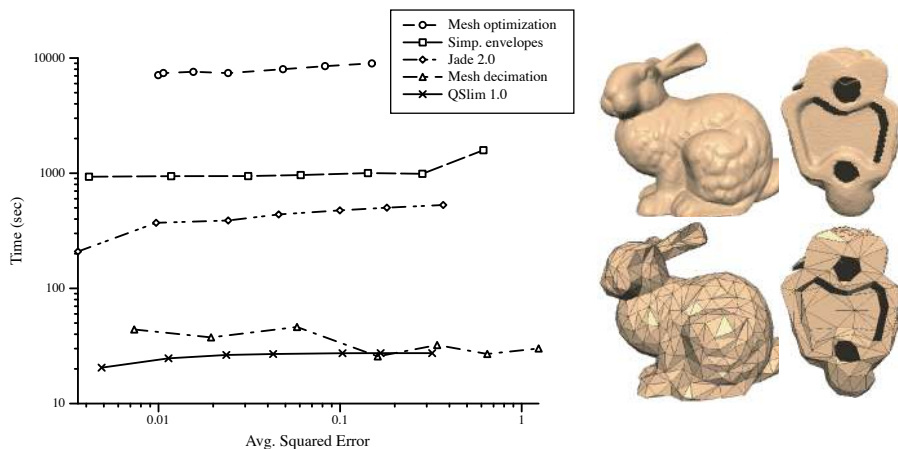 Mesh optimization
Simp. envelopes
Jade 2.0
Mesh decimation
QSlim 1.0
10000
1000
100
10
Time (sec)
0.01
0.1
1
Avg. Squared Error